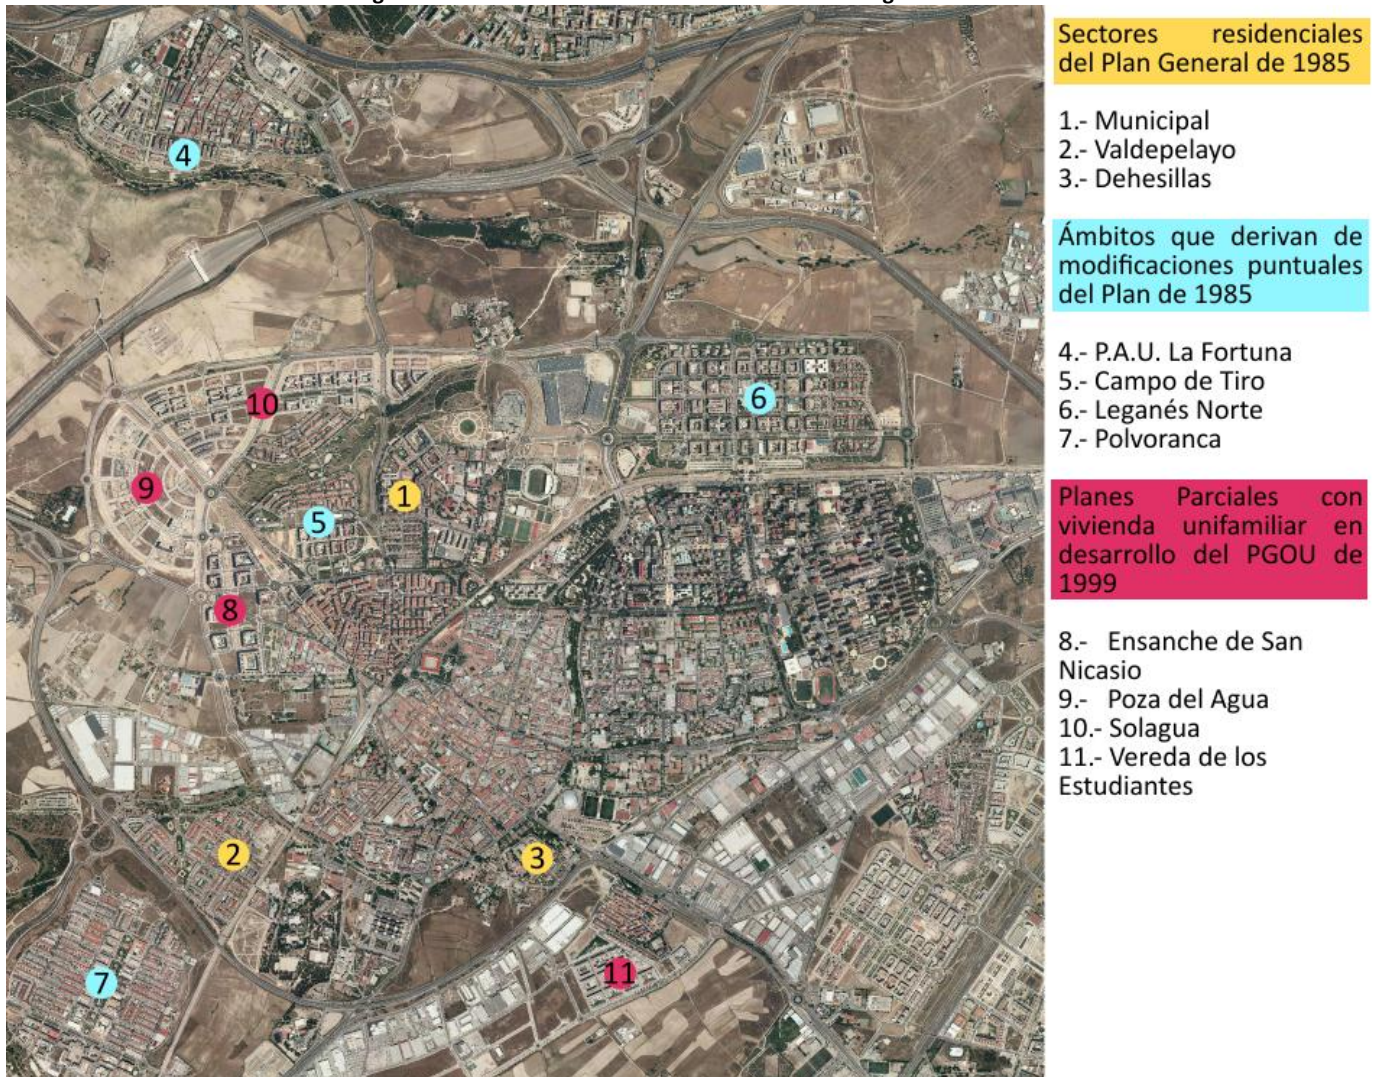 4
10
6
9
1
5
8
2
3
7
11
Sectores residenciales
del Plan General de 1985
1.- Municipal
2.- Valdepelayo
3.- Dehesillas
Ámbitos que derivan de
modificaciones puntuales
del Plan de 1985
4.- P.A.U. La Fortuna
5.- Campo de Tiro
6.- Leganés Norte
7.- Polvoranca
Planes Parciales con
vivienda unifamiliar en
desarrollo del PGOU de
1999
8.- Ensanche de San
Nicasio
9.- Poza del Agua
10.- Solagua
11.- Vereda de los
Estudiantes